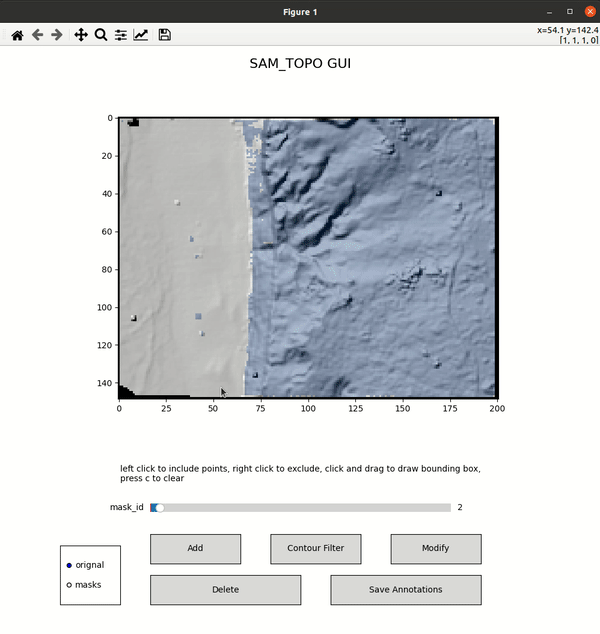 Figure 1
x=54.1 y=142.4
[1, 1, 1, 0]
SAM_TOPO GUI
0
20
40
60
80
100
120
140
0 25 50 75 100 125 150 175 200
left click to include points, right click to exclude, click and drag to draw bounding box,
press c to clear
mask_id 2
Add Contour Filter Modify
orignal
masks
Delete Save Annotations